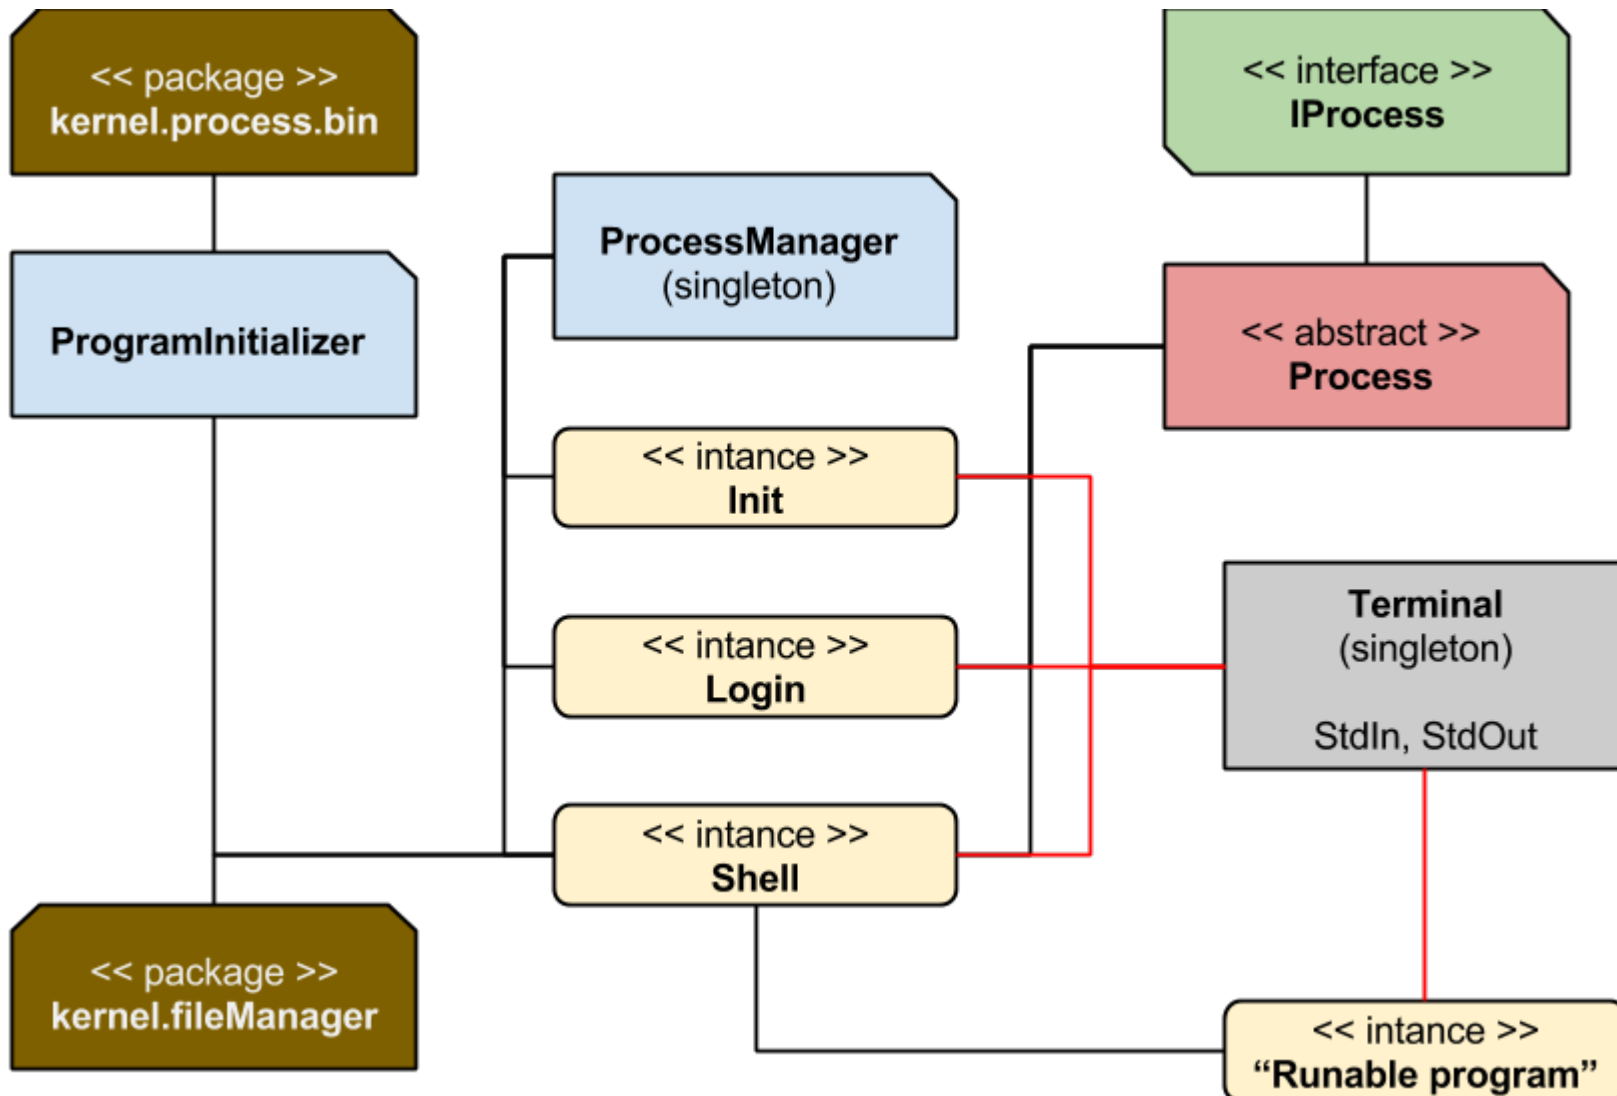 << package >>
kernel.process.bin
<< interface >>
IProcess
ProcessManager
(singleton)
ProgramInitializer
<< abstract >>
Process
<< intance >>
Init
<< intance >>
Login
Terminal
(singleton)
StdIn, StdOut
<< intance >>
Shell
<< package >>
kernel.fileManager
<< intance >>
“Runable program”